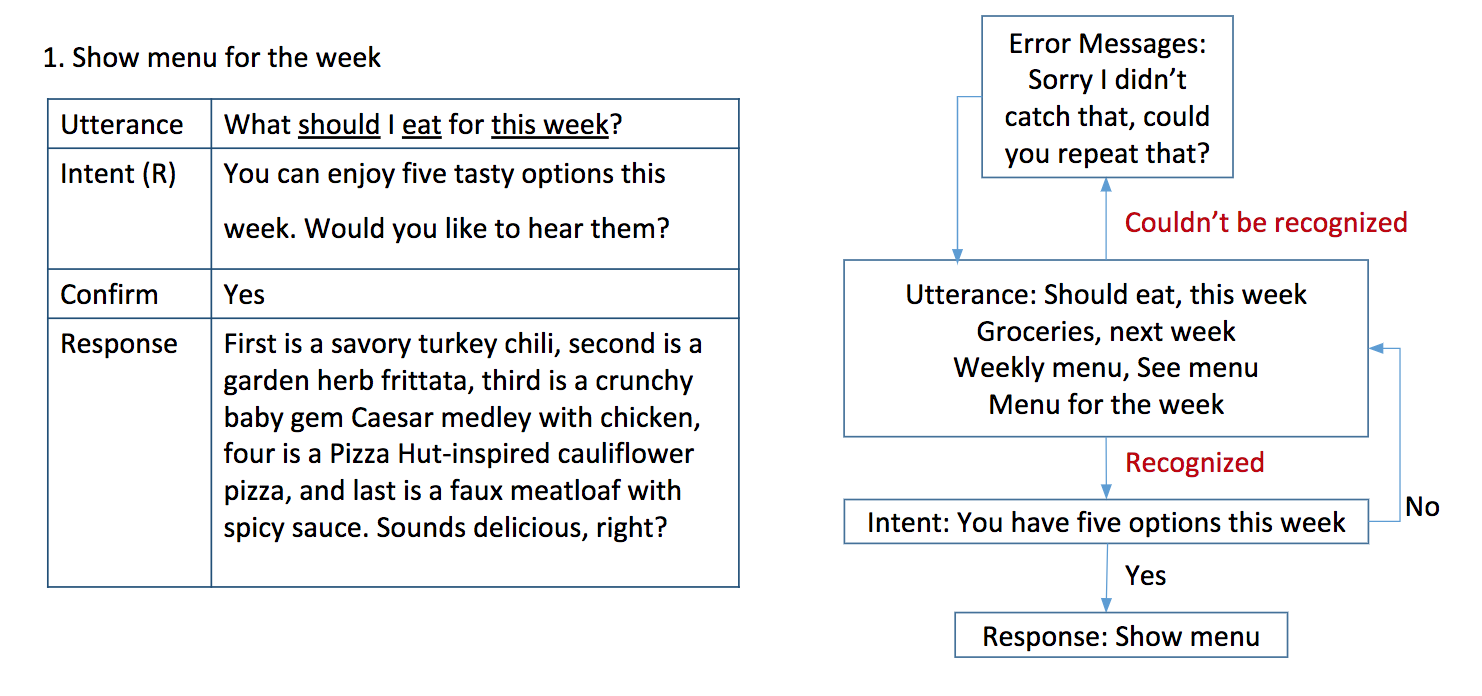 1. Show menu for the week
Utterance
What should I eat for this week?
Intent (R)
You can enjoy five tasty options this
week. Would you like to hear them?
Confirm
Yes
Response
First is a savory turkey chili, second is a
garden herb frittata, third is a crunchy
baby gem Caesar medley with chicken,
four is a Pizza Hut-inspired cauliflower
pizza, and last is a faux meatloaf with
spicy sauce. Sounds delicious, right?
Error Messages:
Sorry I didn’t
catch that, could
you repeat that?
Couldn’t be recognized
Utterance: Should eat, this week
Groceries, next week
Weekly menu, See menu
Menu for the week
Recognized
Intent: You have five options this week
No
Yes
Response: Show menu